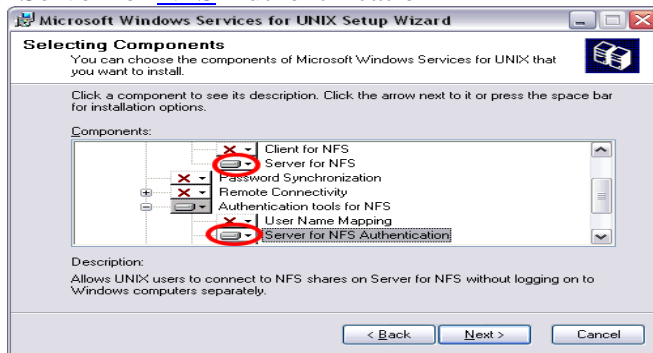 Microsoft Windows Services for UNIX Setup Wizard
Selecting Components
You can choose the components of Microsoft Windows Services for UNIX that
you want to install.
Click a component to see its description. Click the arrow next to it or press the space bar
for installation options.
Components:
Client for NFS
Server for NFS
Password Synchronization
Remote Connectivity
Authentication tools for NFS
User Name Mapping
Server for NFS Authentication
Description:
Allows UNIX users to connect to NFS shares on Server for NFS without logging on to
Windows computers separately.
< Back
Next >
Cancel